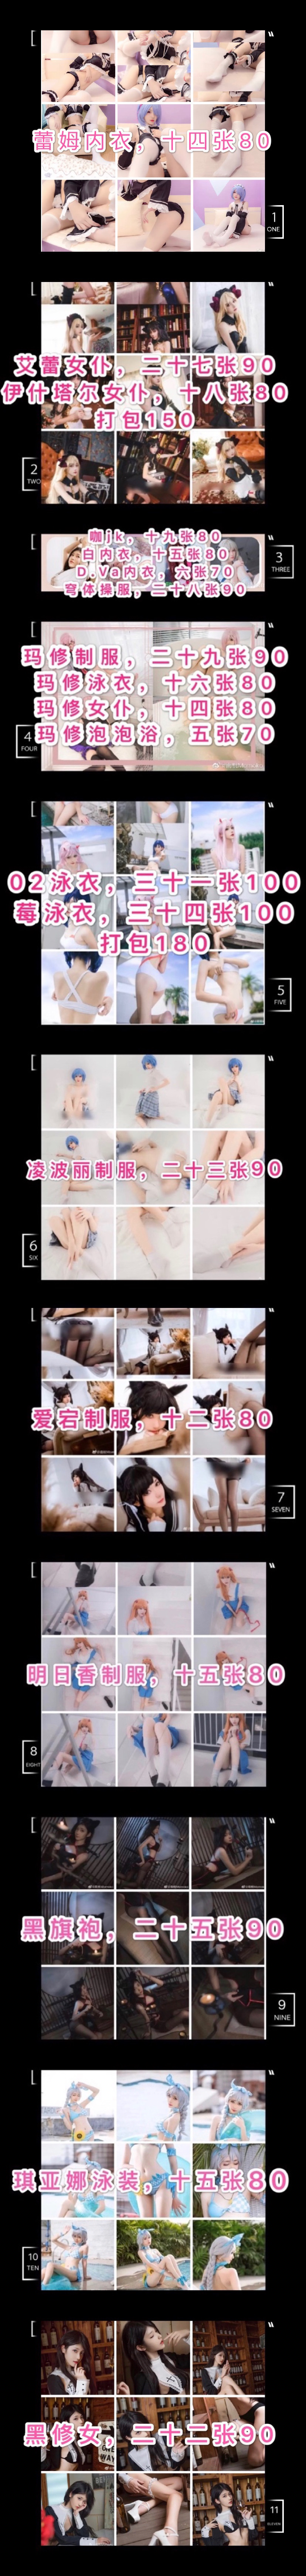 蕾姆内衣，十四张80
1
ONE
艾蕾女仆，二十七张90
伊什塔尔女仆，十八张80
打包150
2
TWO
咖jk，十九张80
白内衣，十五张80
D.Va内衣，六张70
穹体操服，二十八张90
3
THREE
玛修制服，二十九张90
玛修泳衣，十六张80
玛修女仆，十四张80
玛修泡泡浴，五张70
4
FOUR
02泳衣，三十一张100
莓泳衣，三十四张100
打包180
5
FIVE
凌波丽制服，二十三张90
6
SIX
爱宕制服，十二张80
7
SEVEN
明日香制服，十五张80
8
EIGHT
黑旗袍，二十五张90
9
NINE
琪亚娜泳装，十五张80
10
TEN
黑修女，二十二张90
11
ELEVEN